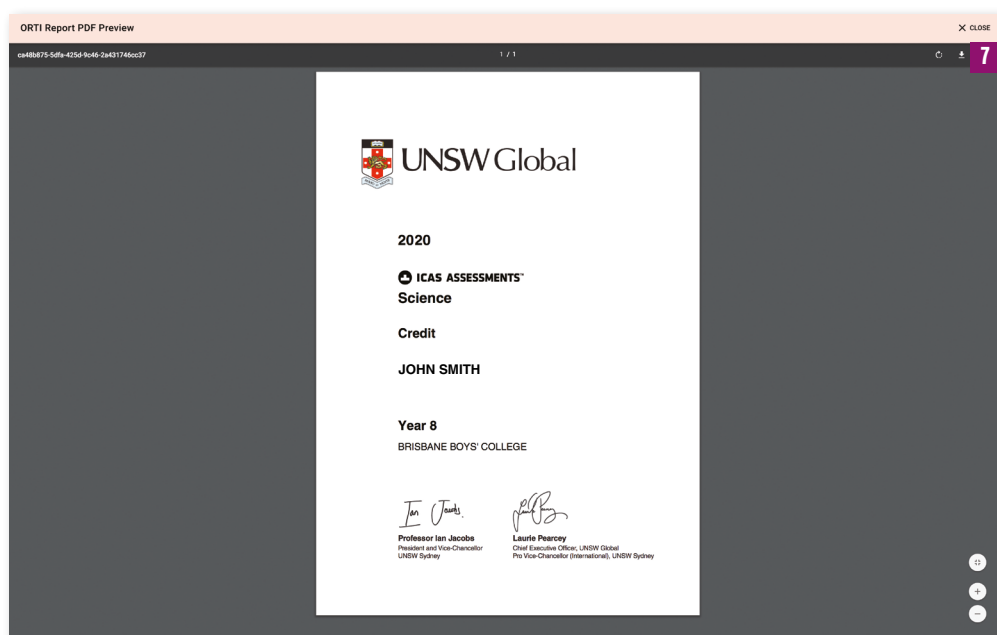 ORTI Report PDF Preview
CLOSE
ca48b875-5dfa-425d-9c46-2a431746cc37
1 / 1
7
UNSW Global
2020
ICAS ASSESSMENTS™
Science
Credit
JOHN SMITH
Year 8
BRISBANE BOYS' COLLEGE
Ian Jacobs
Professor Ian Jacobs
President and Vice-Chancellor
UNSW Sydney
Laurie Pearcey
Chief Executive Officer, UNSW Global
Pro Vice-Chancellor (International), UNSW Sydney